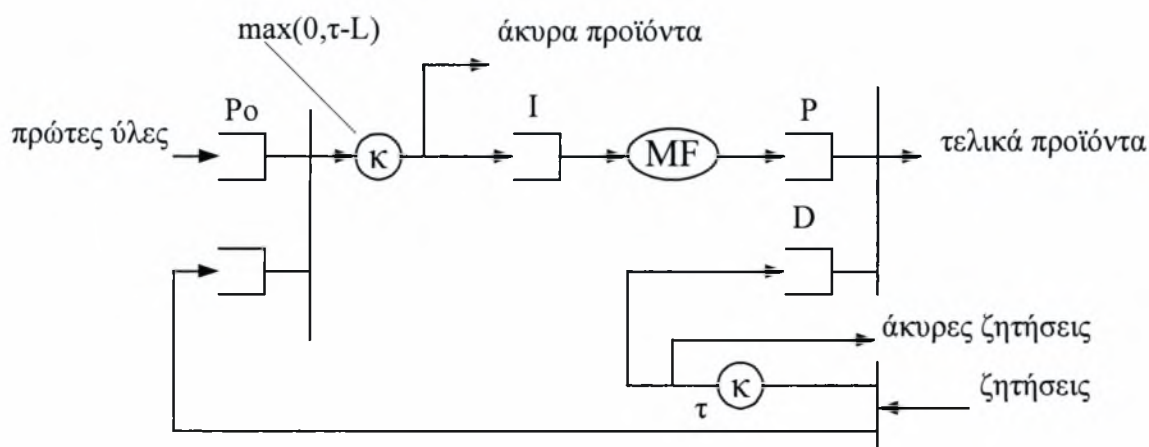 max(0,τ-L)
άκυρα προϊόντα
Po
I
P
πρώτες ύλες
κ
MF
τελικά προϊόντα
D
άκυρες ζητήσεις
τ
κ
ζητήσεις